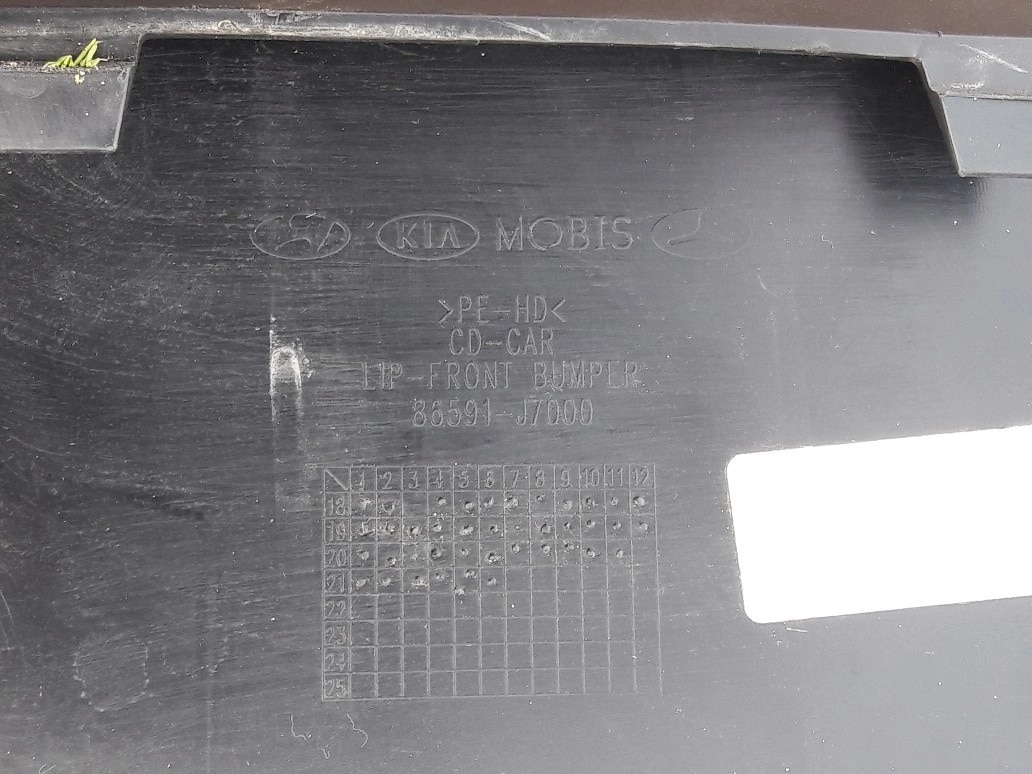 KIA MOBIS
>PE-HD<
CD-CAR
LIP-FRONT BUMPER
86591-J7000
1 2 3 4 5 6 7 8 9 10 11 12
18
19
20
21
22
23
24
25